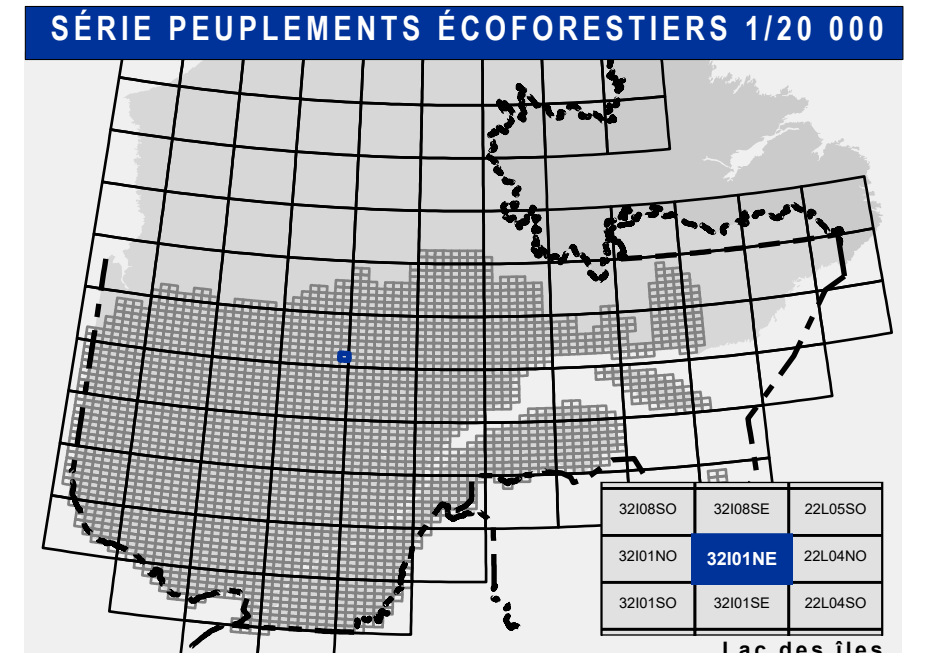 SÉRIE PEUPLEMENTS ÉCOFORESTIERS 1/20 000
32I08SO 32I08SE 22L05SO
32I01NO 32I01NE 22L04NO
32I01SO 32I01SE 22L04SO
Lac des îles